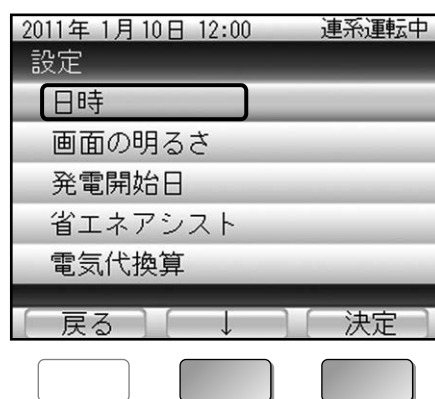 2011年 1月10日 12:00 連系運転中
設定
日時
画面の明るさ
発電開始日
省エネアシスト
電気代換算
戻る ↓ 決定